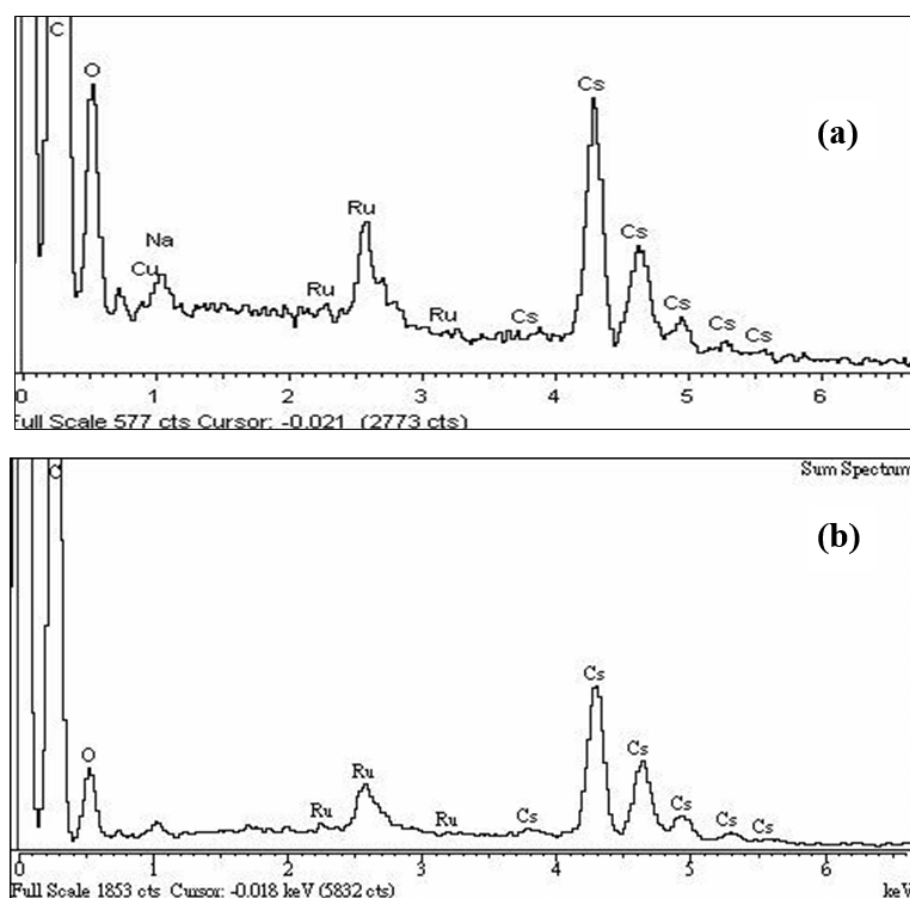 C
O
Cs
(a)
Ru
Na
Cs
Cu
Ru
Ru
Cs
Cs
Cs
Cs
0 1 2 3 4 5 6
Full Scale 577 cts Cursor: -0.021 (2773 cts)
C
Sum Spectrum
(b)
Cs
O
Ru
Cs
Ru
Ru
Cs
Cs
Cs
Cs
0 1 2 3 4 5 6
Full Scale 1853 cts Cursor: -0.018 keV (5832 cts)
keV